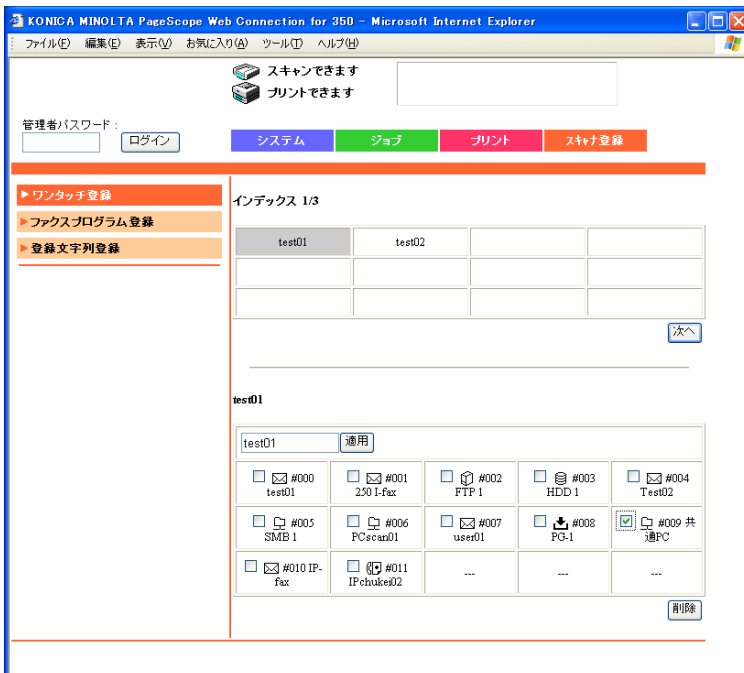 KONICA MINOLTA PageScope Web Connection for 350 - Microsoft Internet Explorer
ファイル(F) 編集(E) 表示(V) お気に入り(A) ツール(T) ヘルプ(H)
スキャンできます
プリントできます
管理者パスワード：
ログイン
システム ジョブ プリント スキャナ登録
ワンタッチ登録
ファクスプログラム登録
登録文字列登録
インデックス 1/3
test01 test02
次へ
test01
test01 適用
#000 #001 #002 #003 #004
test01 250 I-fax FTP 1 HDD 1 Test02
#005 #006 #007 #008 #009 共
SMB 1 PCscan01 user01 PG-1 通PC
#010 IP- #011
fax IPchukei02 --- --- ---
削除